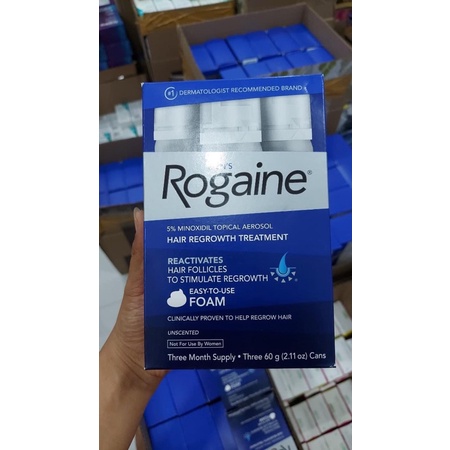 #1 DERMATOLOGIST RECOMMENDED BRAND
Rogaine®
5% MINOXIDIL TOPICAL AEROSOL
HAIR REGROWTH TREATMENT
REACTIVATES
HAIR FOLLICLES
TO STIMULATE REGROWTH
EASY-TO-USE
FOAM
CLINICALLY PROVEN TO HELP REGROW HAIR
UNSCENTED
Not For Use By Women
Three Month Supply • Three 60 g (2.11 oz) Cans